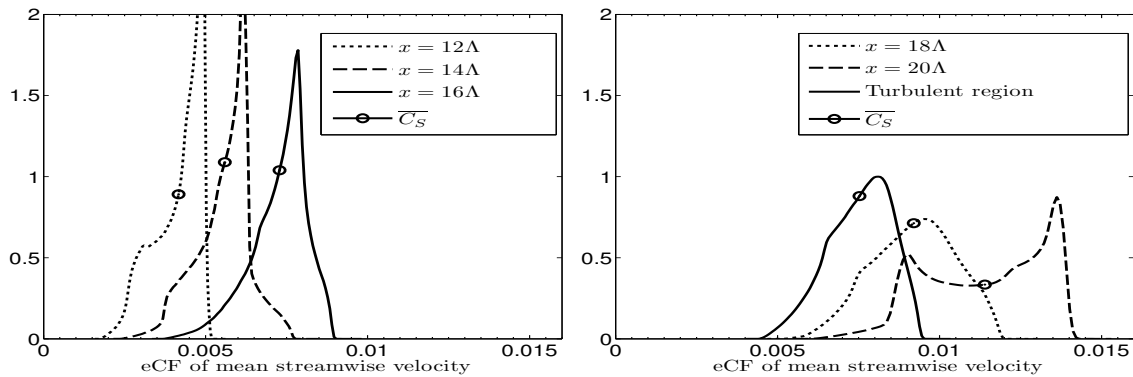 2
1.5
1
0.5
0
0 0.005 0.01 0.015
eCF of mean streamwise velocity
x = 12Λ
x = 14Λ
x = 16Λ
C_S
2
1.5
1
0.5
0
0.005 0.01 0.015
eCF of mean streamwise velocity
x = 18Λ
x = 20Λ
Turbulent region
C_S